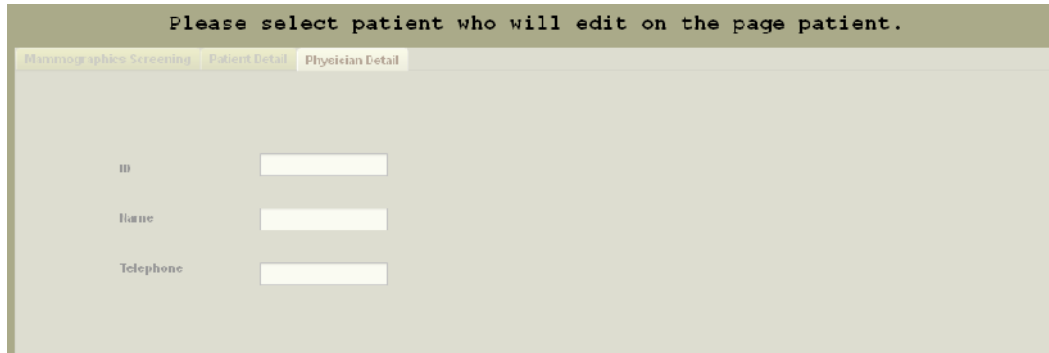 Please select patient who will edit on the page patient.
Mammographics Screening Patient Detail Physician Detail
ID
Name
Telephone